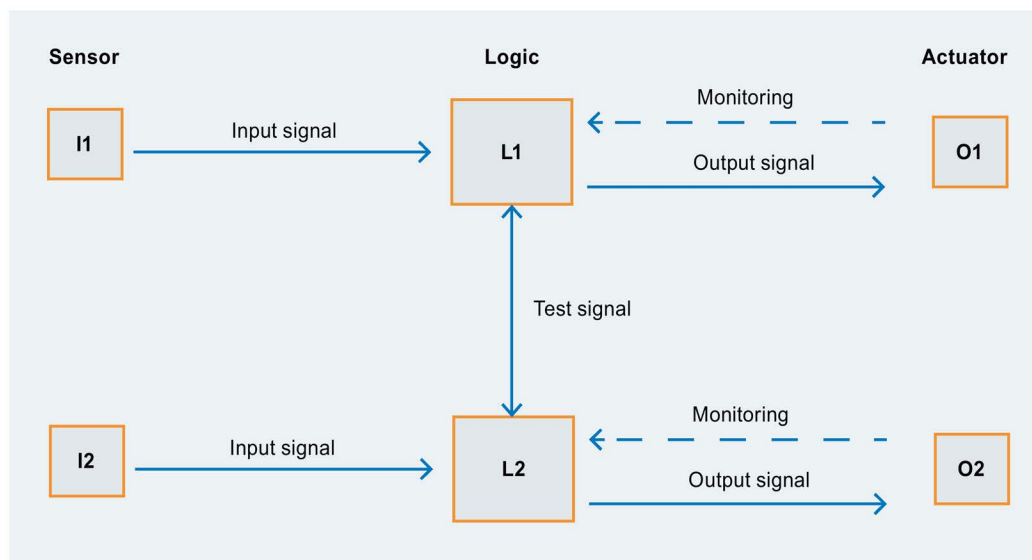 Sensor
Logic
Actuator
I1
Input signal
L1
Monitoring
Output signal
O1
Test signal
I2
Input signal
L2
Monitoring
Output signal
O2